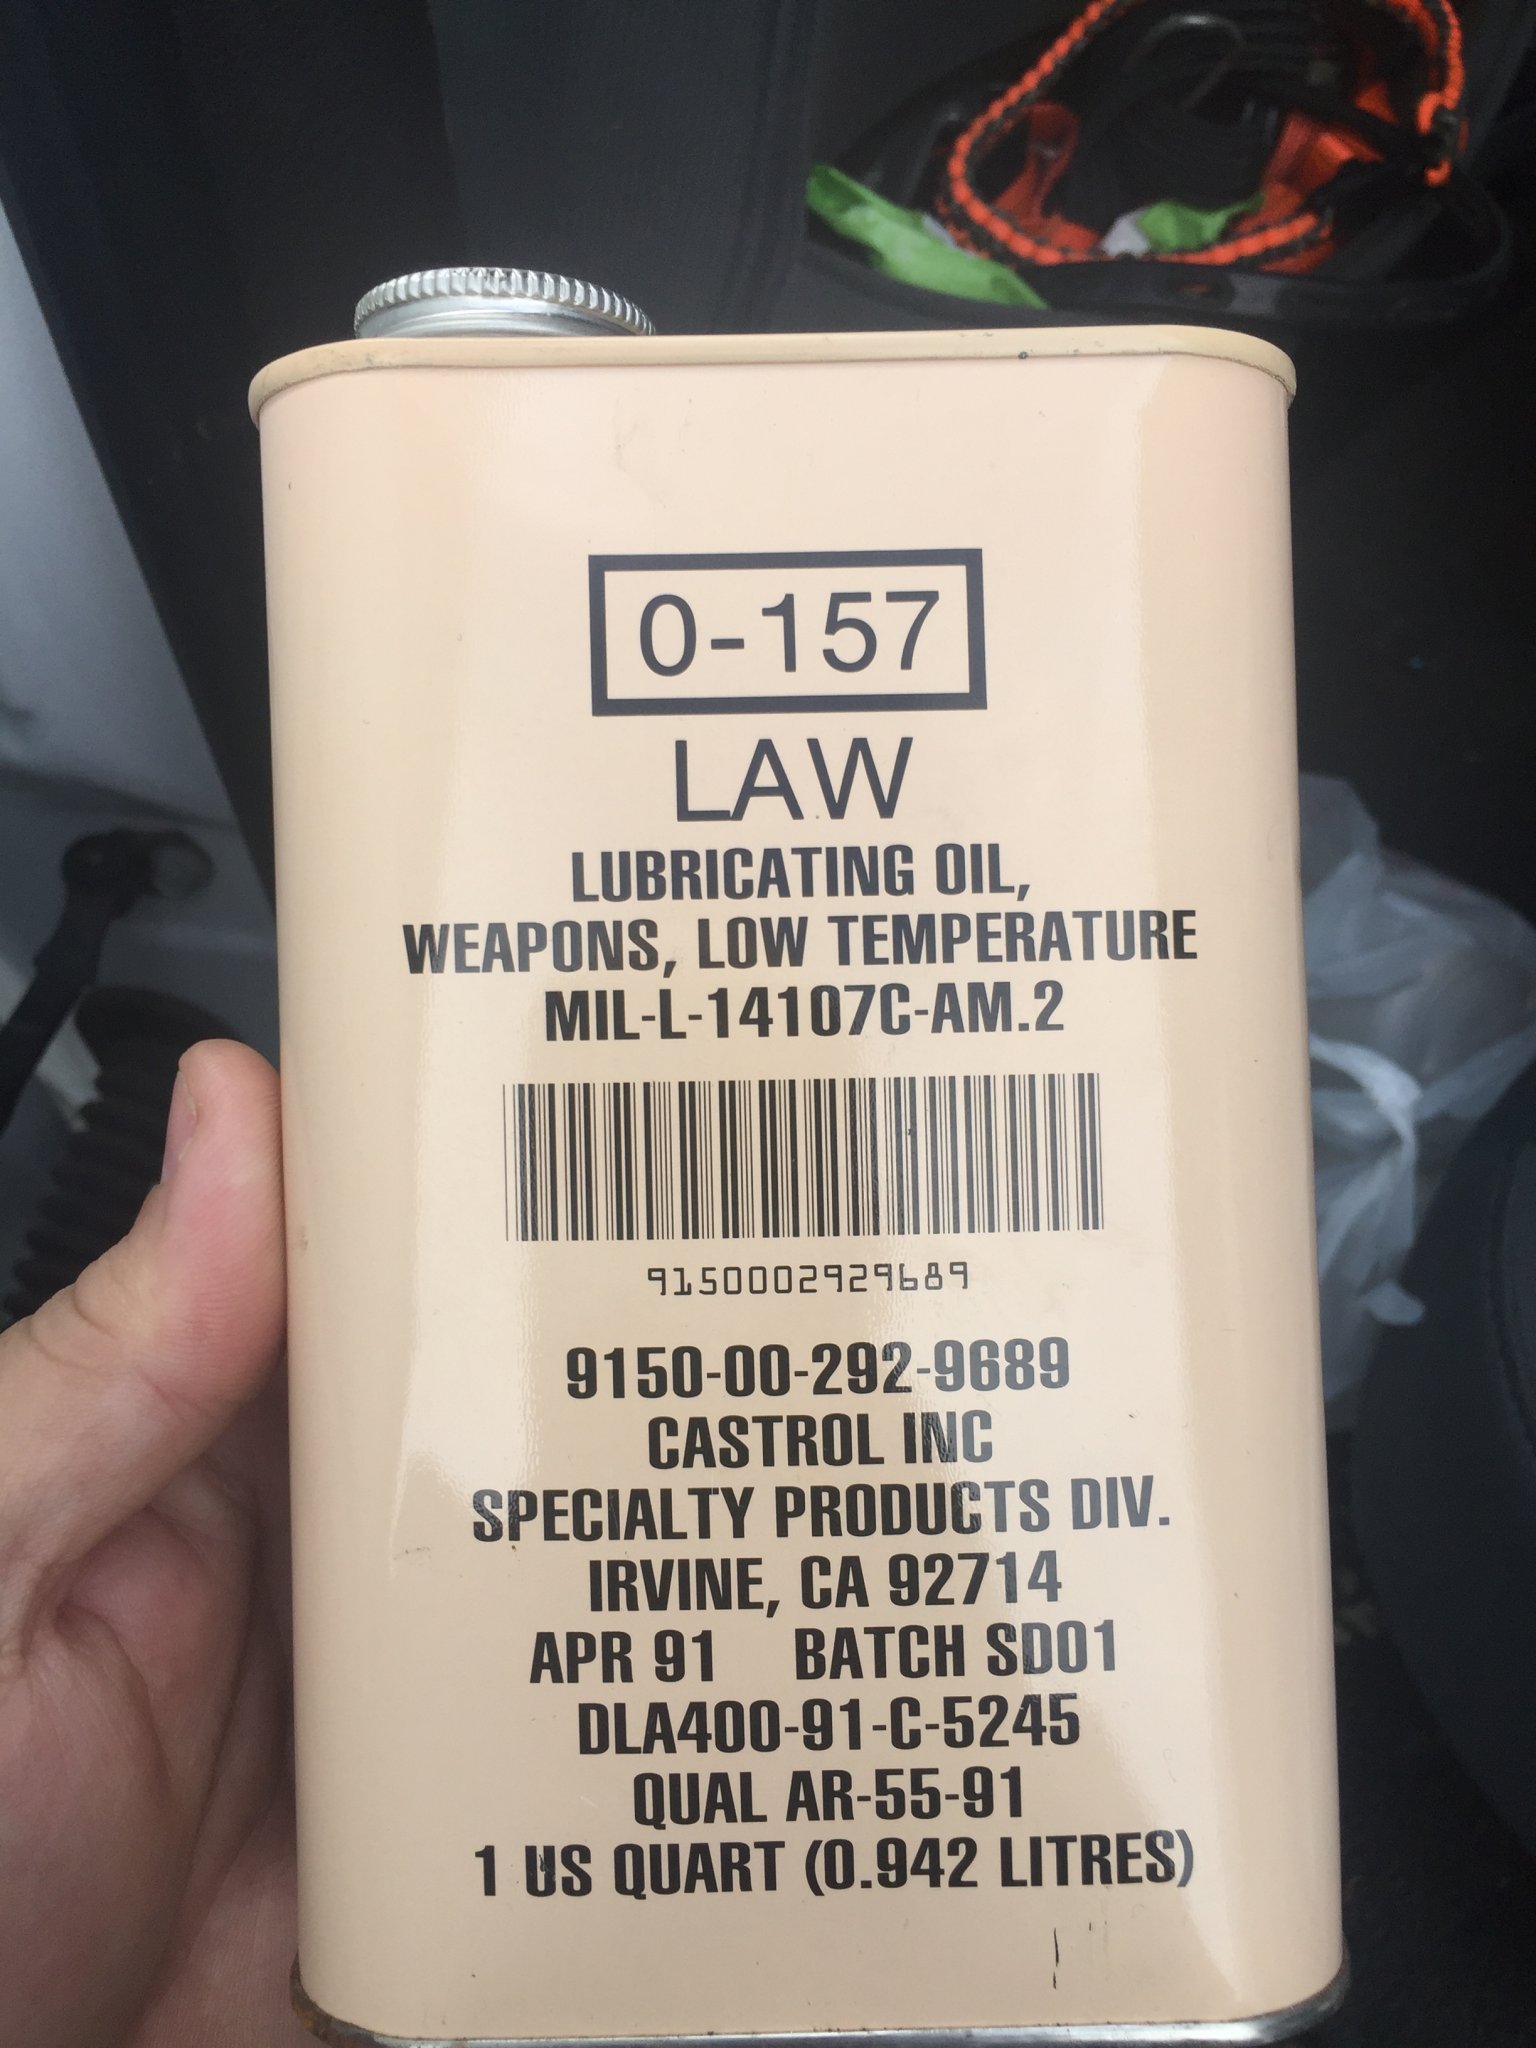 0-157
LAW
LUBRICATING OIL,
WEAPONS, LOW TEMPERATURE
MIL-L-14107C-AM.2
9150002929689
9150-00-292-9689
CASTROL INC
SPECIALTY PRODUCTS DIV.
IRVINE, CA 92714
APR 91 BATCH SD01
DLA400-91-C-5245
QUAL AR-55-91
1 US QUART (0.942 LITRES)